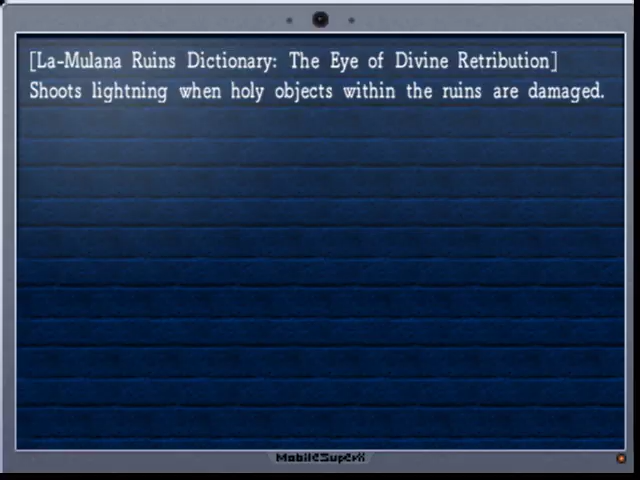 [La-Mulana Ruins Dictionary: The Eye of Divine Retribution]
Shoots lightning when holy objects within the ruins are damaged.
MobileSuperX